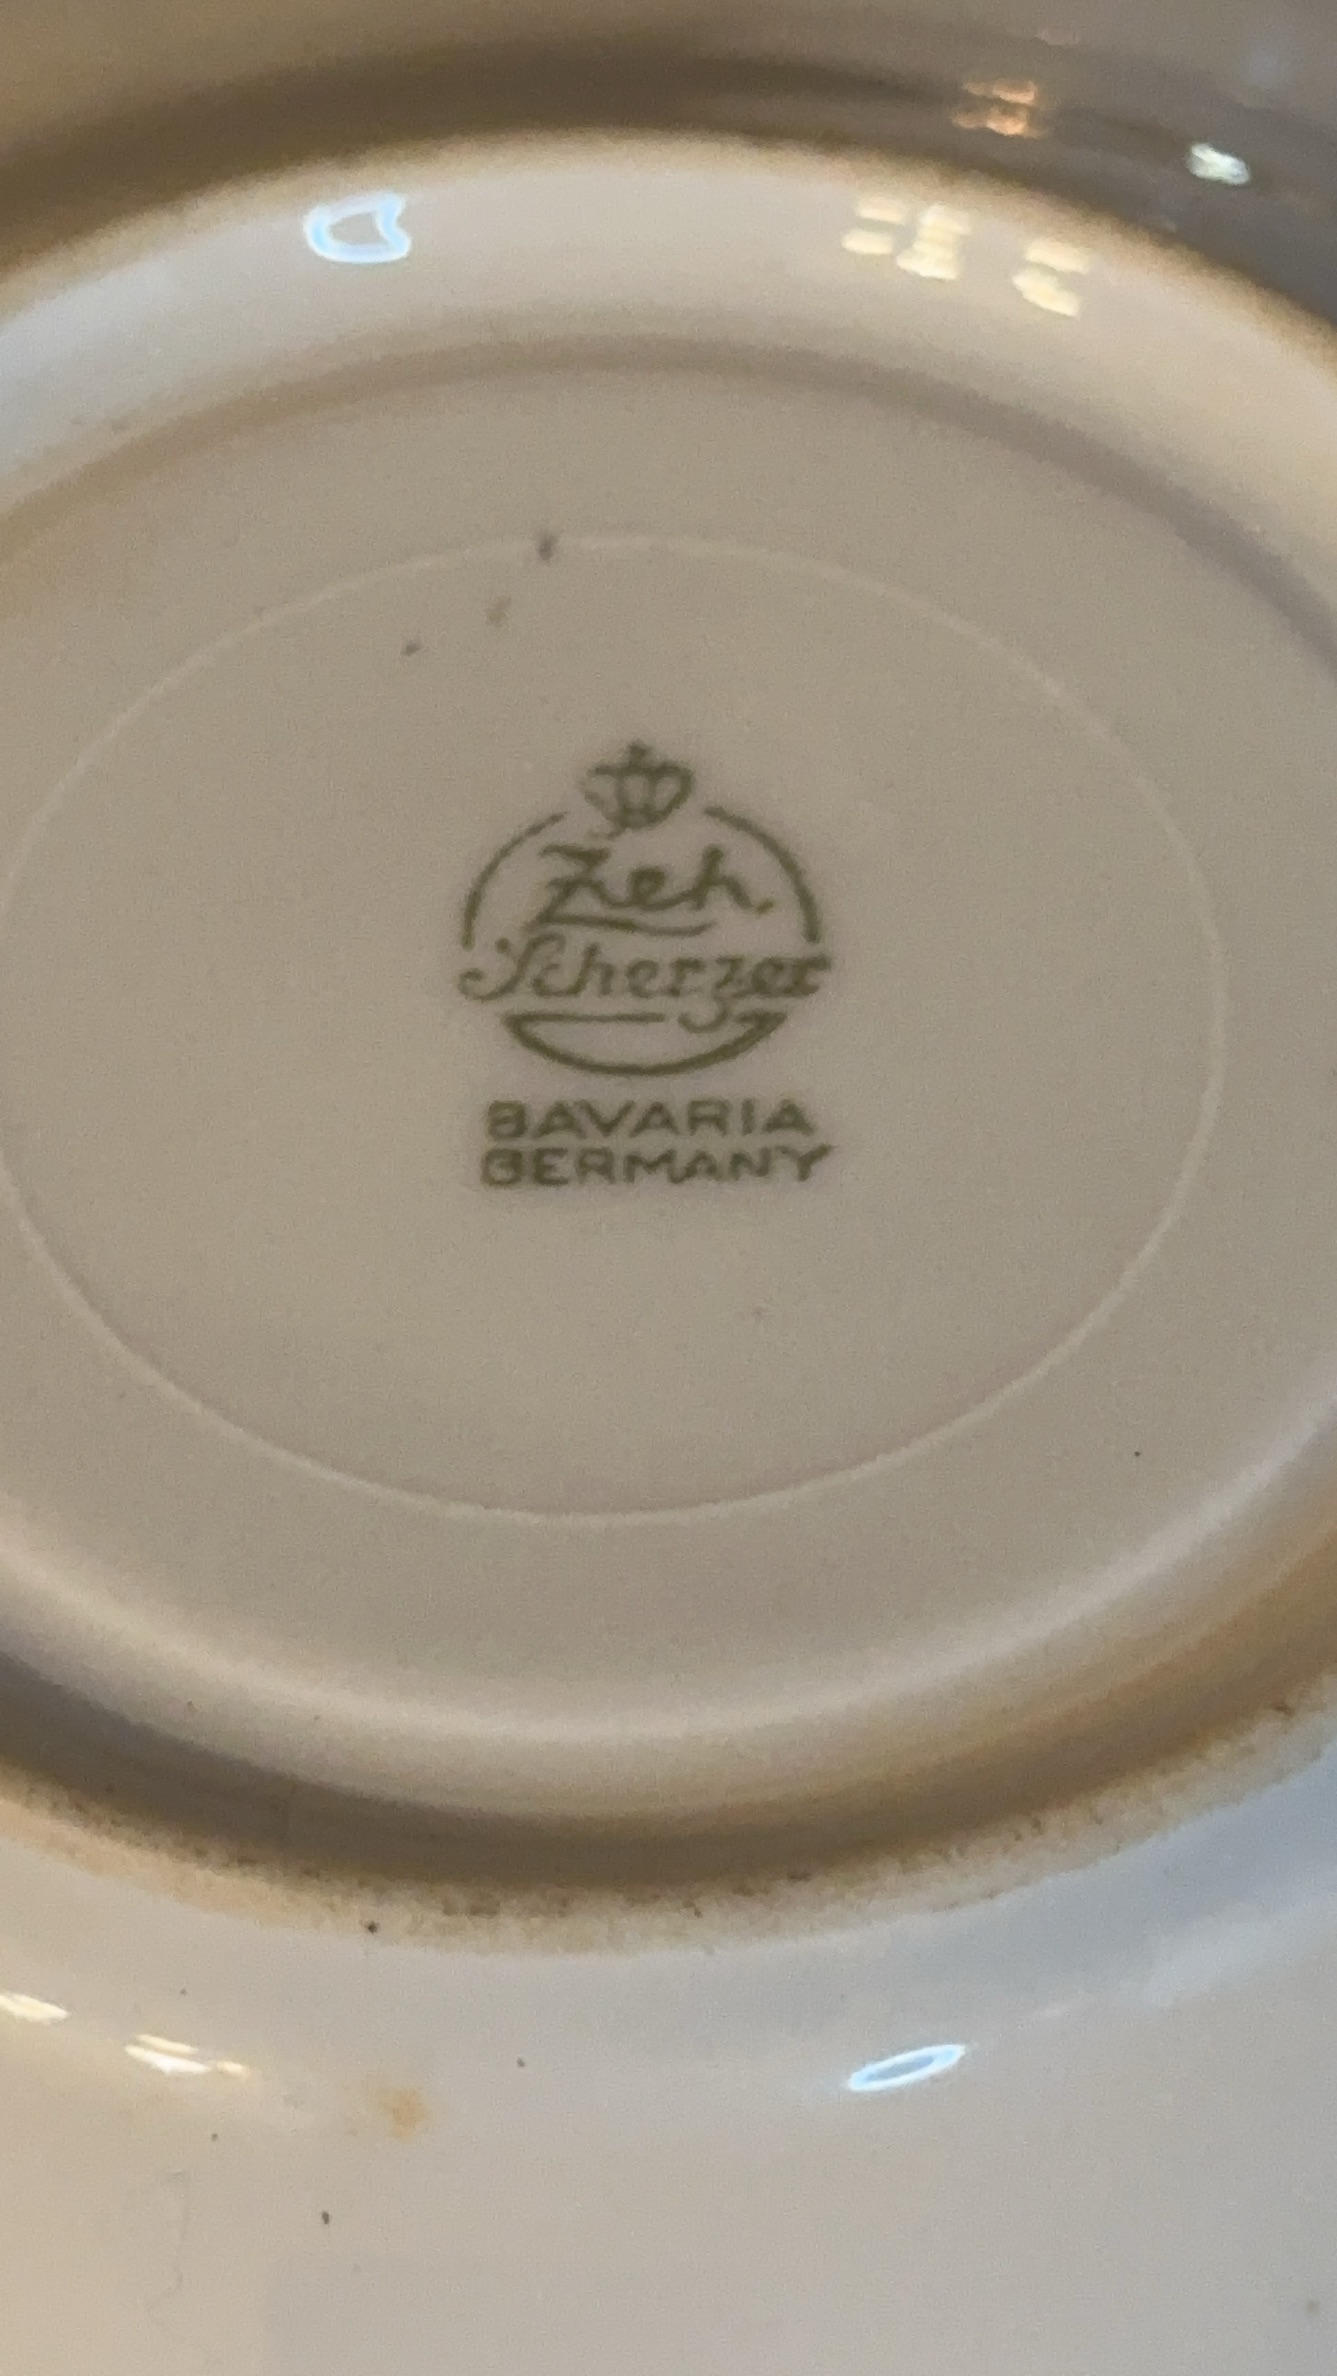 Zeh.
Scherzer
BAVARIA
GERMANY